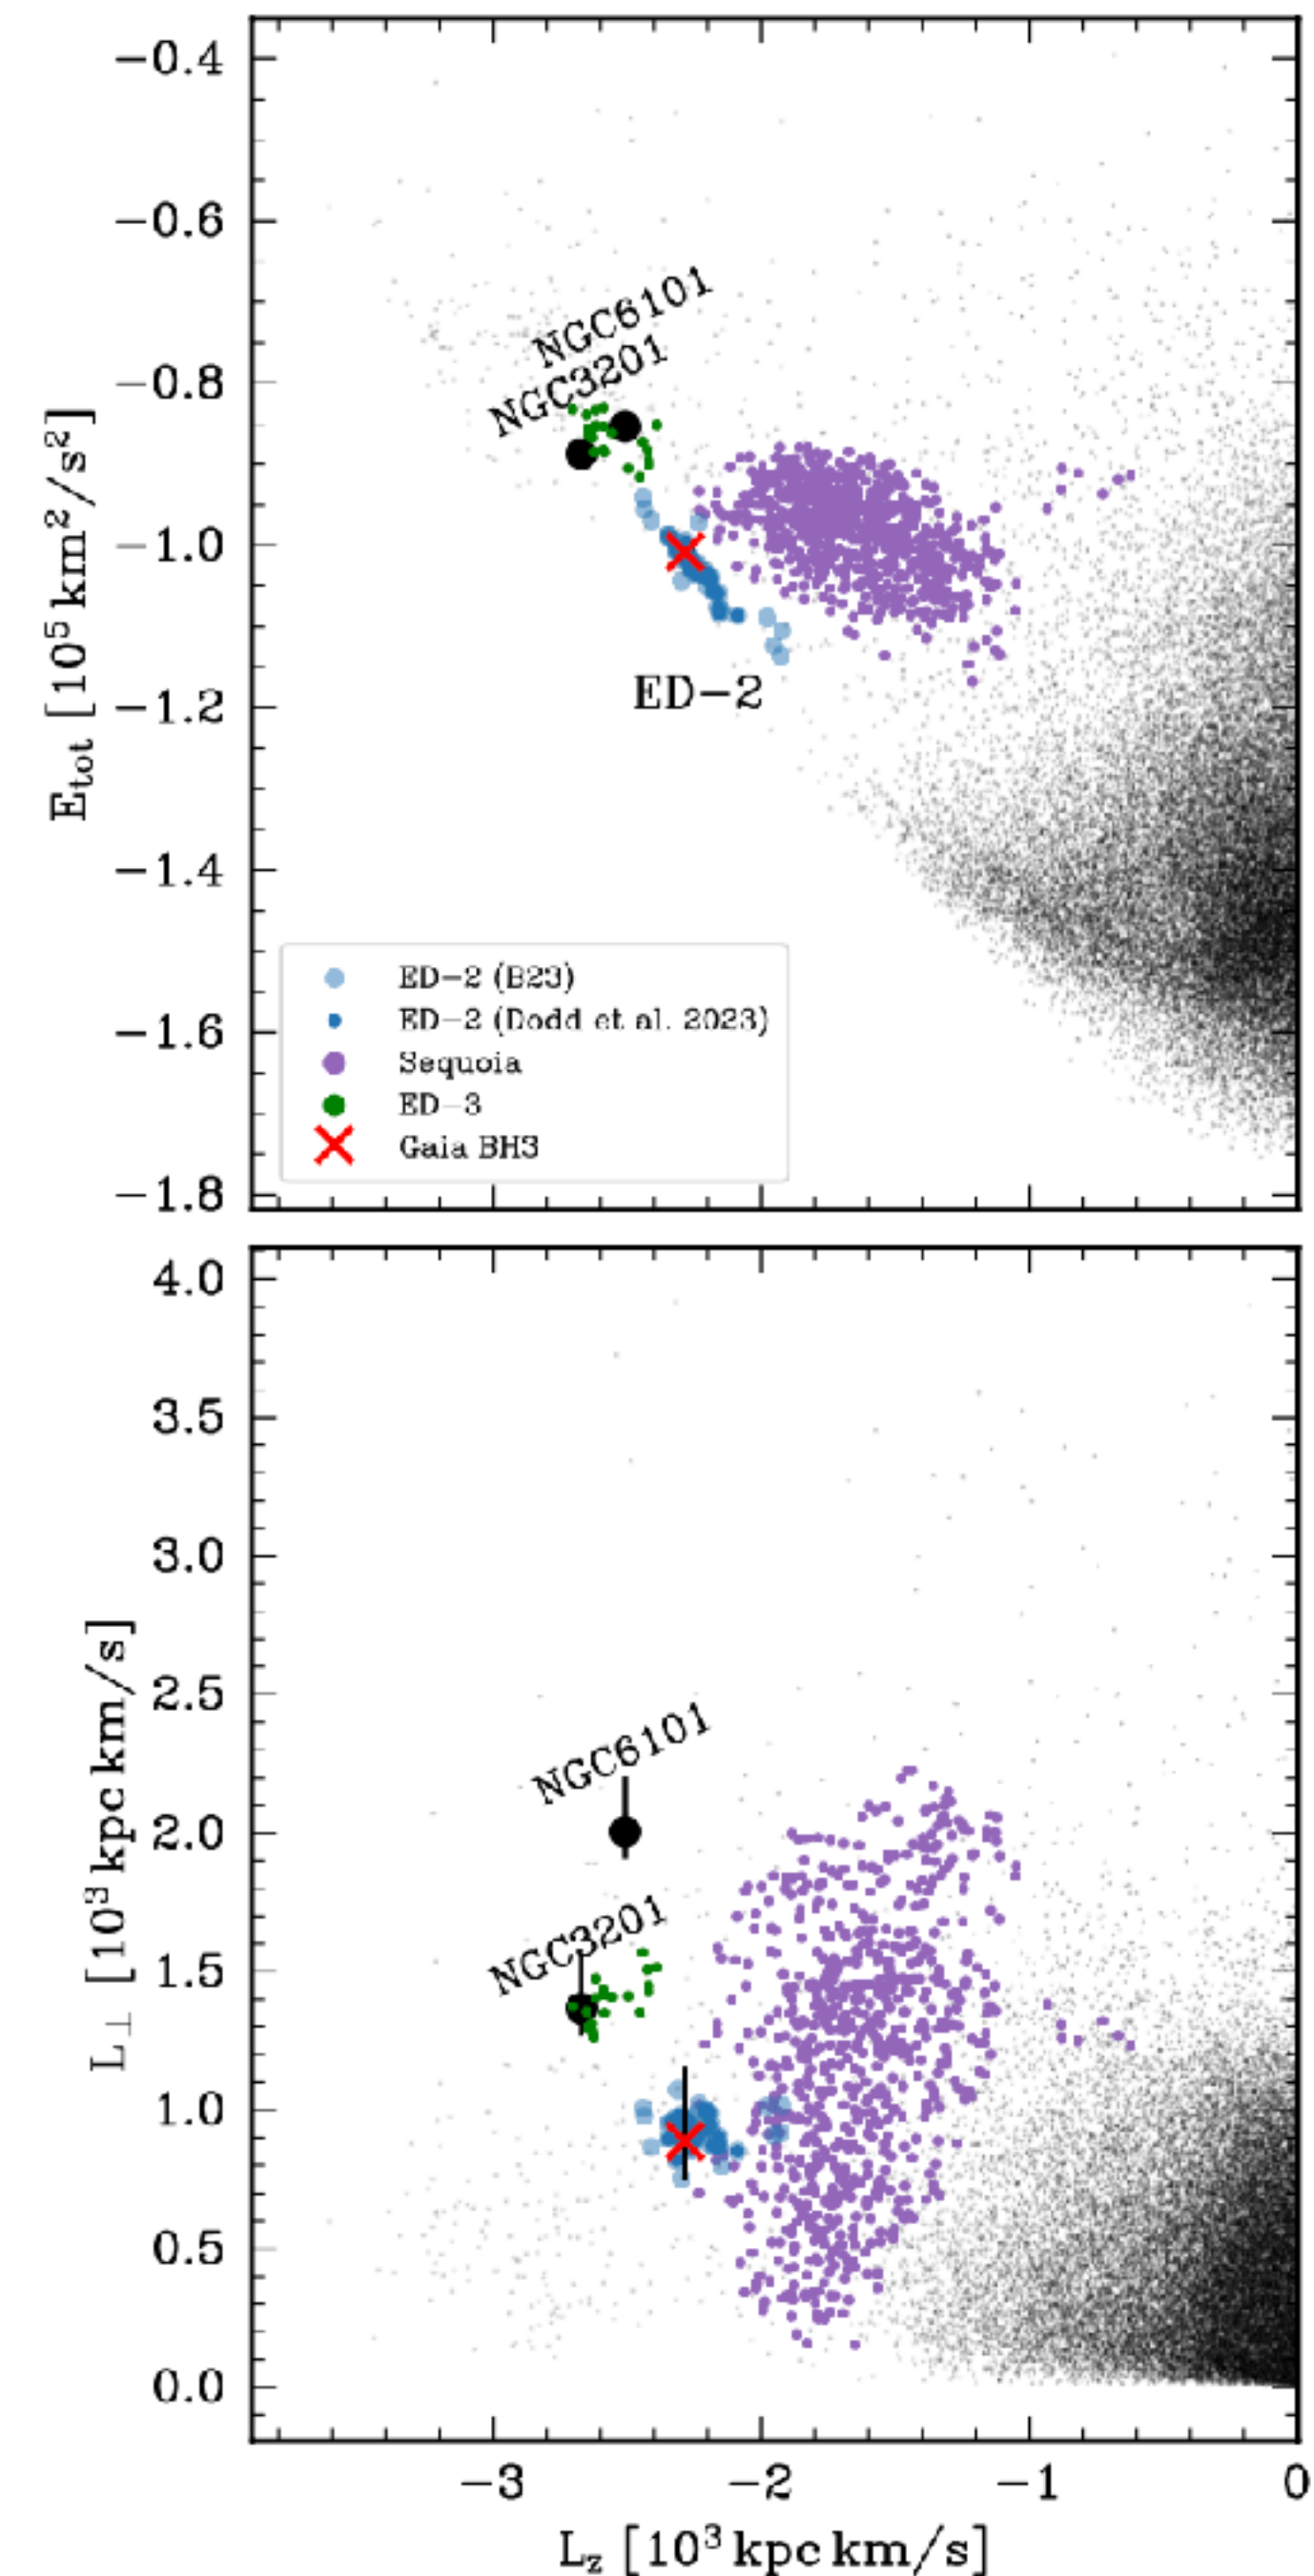 −0.4
−0.6
−0.8
−1.0
−1.2
−1.4
−1.6
−1.8
E_tot [10^5 km^2/s^2]
NGC6101
NGC3201
ED−2
ED−2 (B23)
ED−2 (Dodd et al. 2023)
Sequoia
ED−3
Gaia BH3
4.0
3.5
3.0
2.5
2.0
1.5
1.0
0.5
0.0
L_⊥ [10^3 kpc km/s]
NGC6101
NGC3201
−3 −2 −1 0
L_z [10^3 kpc km/s]